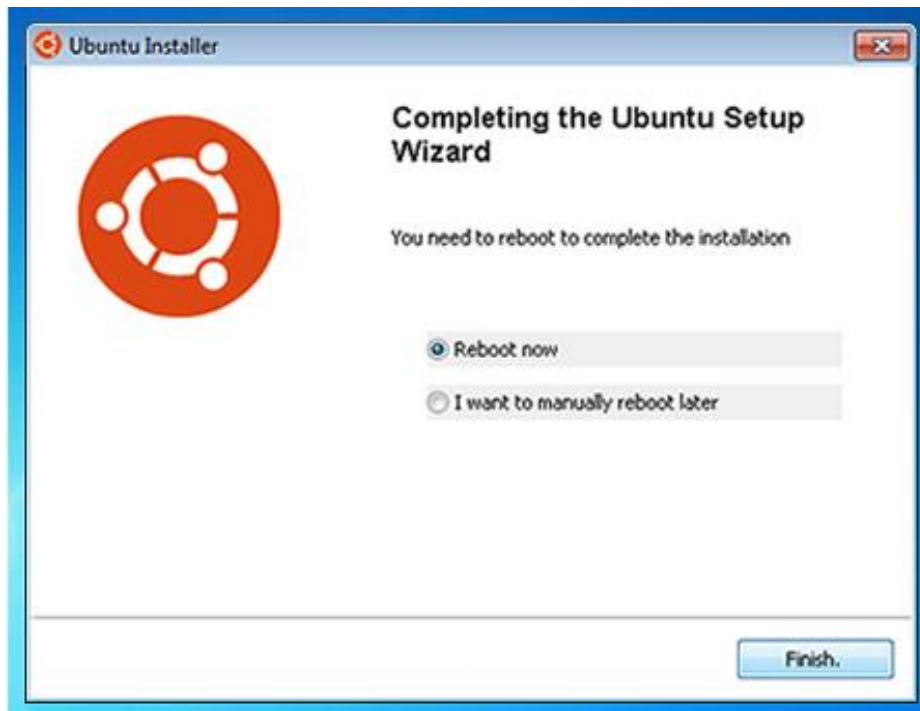 Ubuntu Installer
Completing the Ubuntu Setup
Wizard
You need to reboot to complete the installation
Reboot now
I want to manually reboot later
Finish.